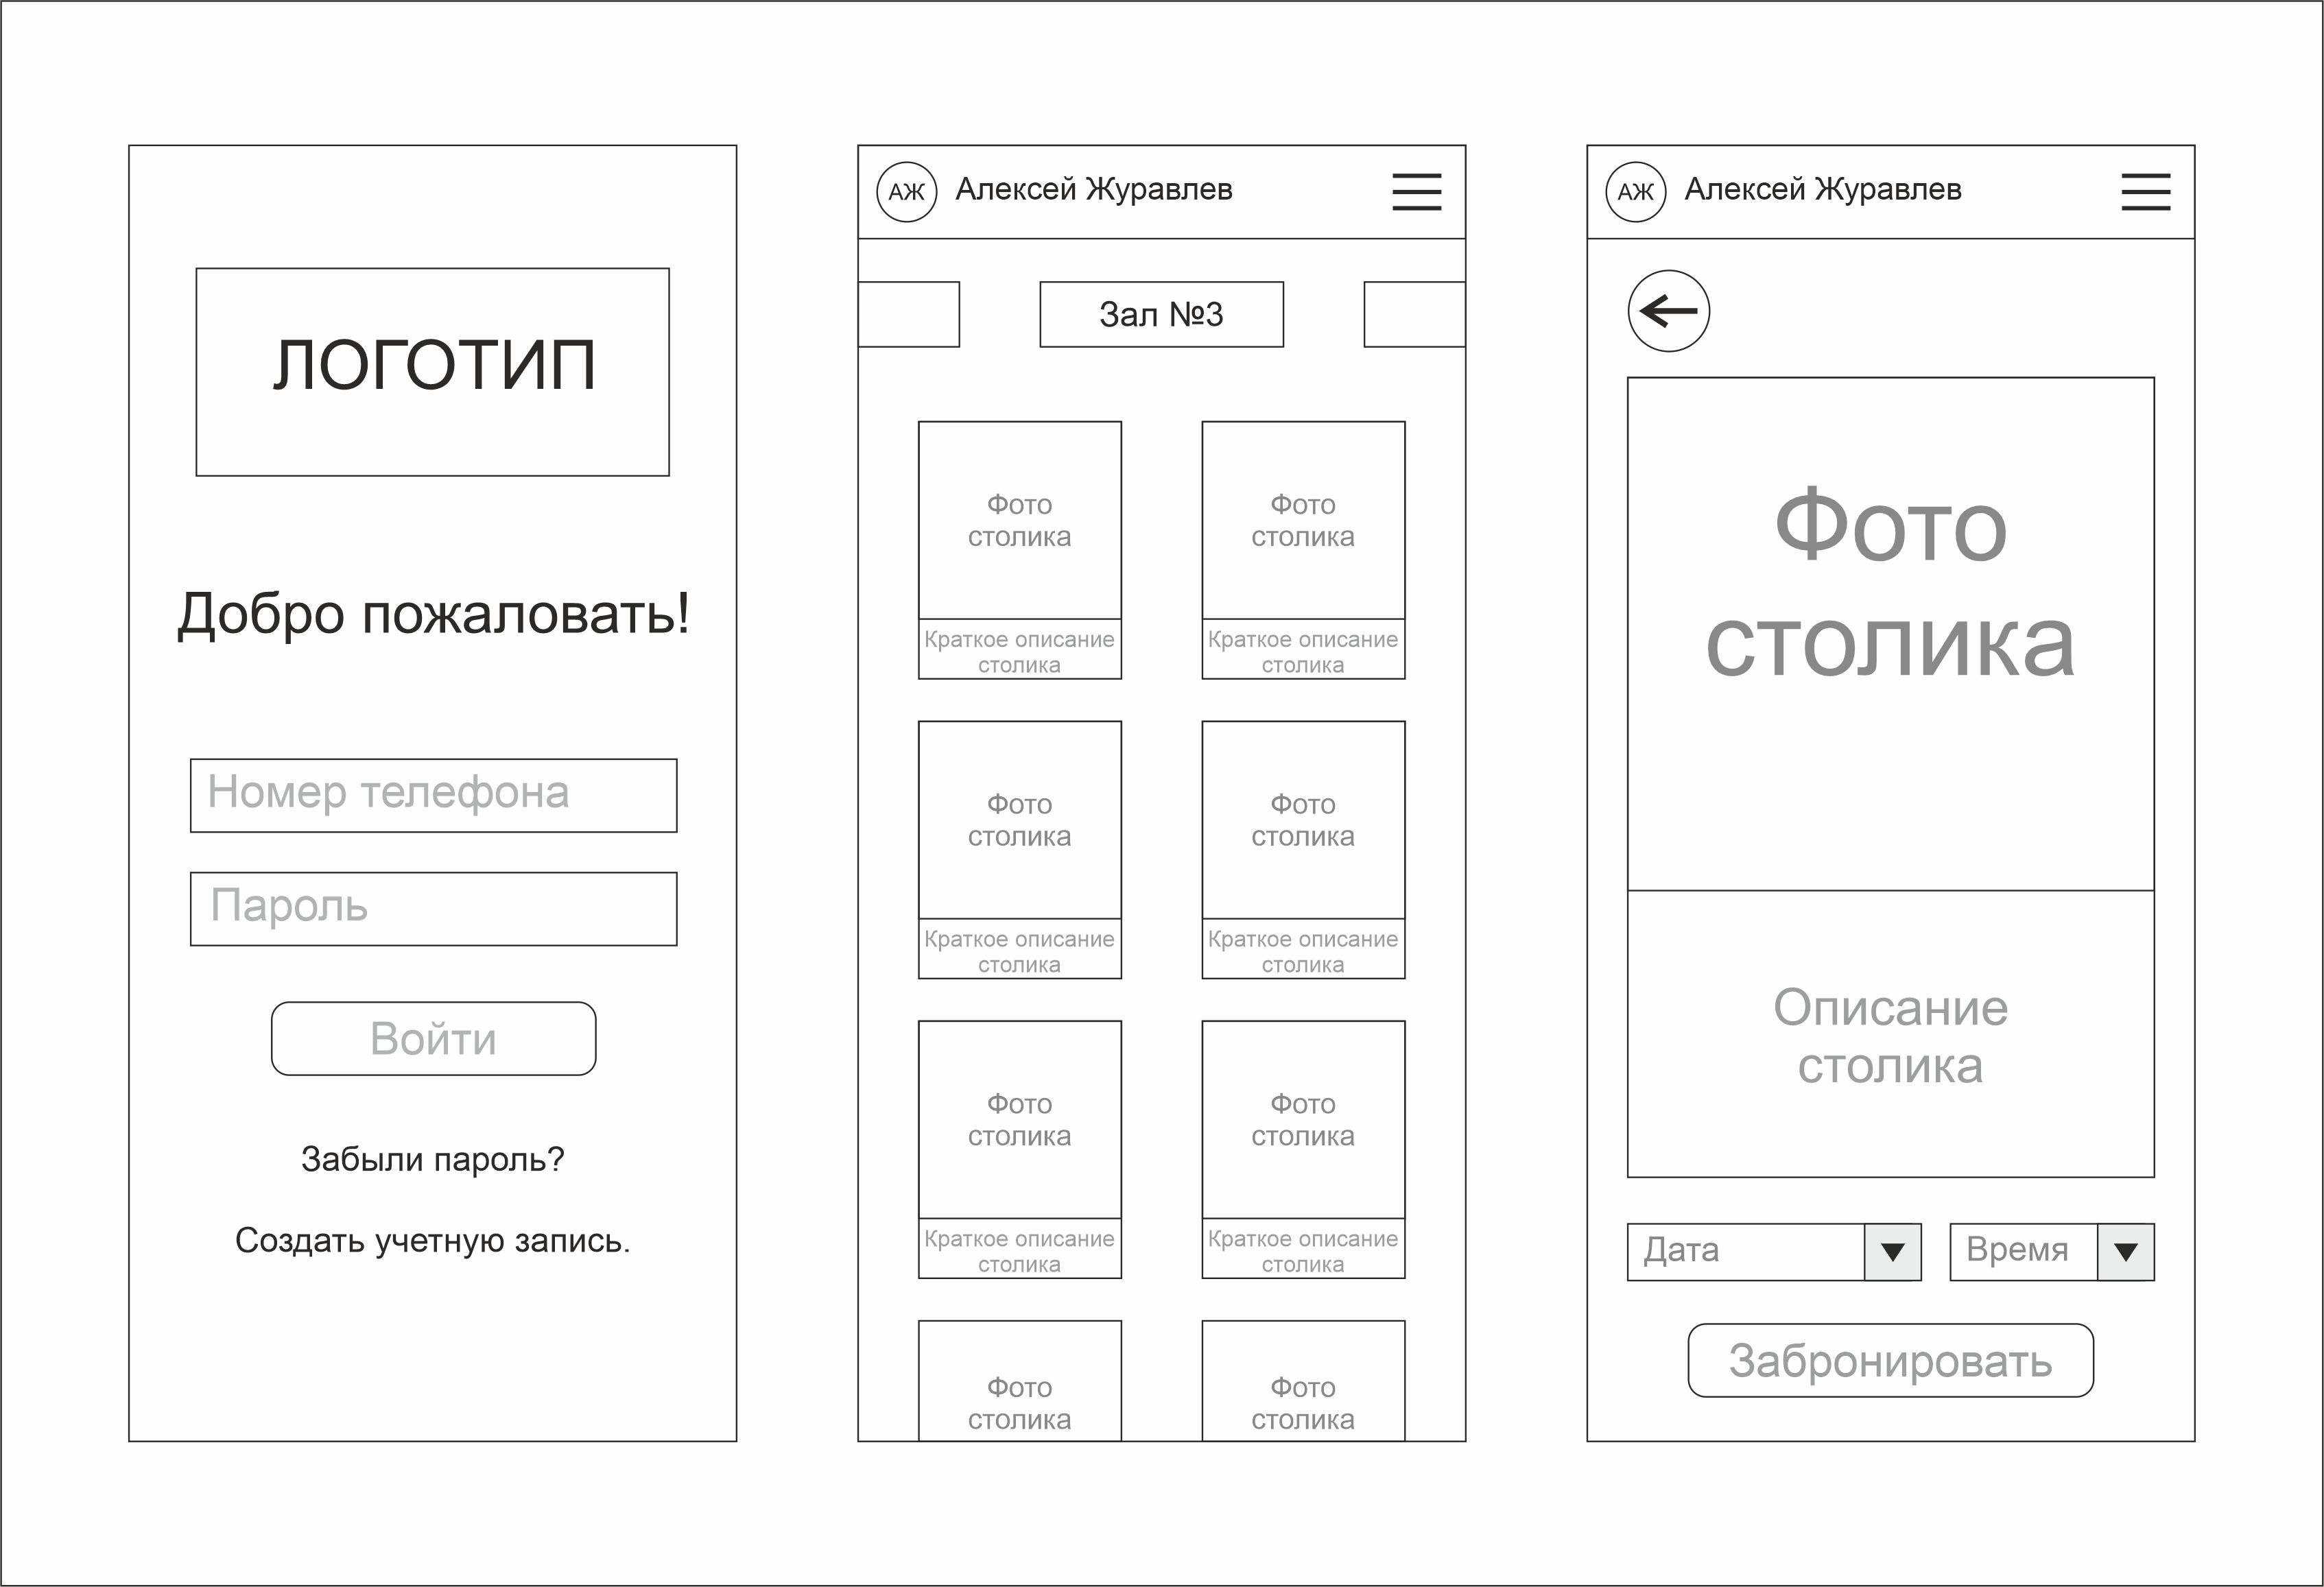 ЛОГОТИП
Добро пожаловать!
Номер телефона
Пароль
Войти
Забыли пароль?
Создать учетную запись.
АЖ
Алексей Журавлев
Зал №3
Фото
столика
Краткое описание
столика
Фото
столика
Краткое описание
столика
Фото
столика
Краткое описание
столика
Фото
столика
Краткое описание
столика
Фото
столика
Краткое описание
столика
Фото
столика
Краткое описание
столика
Фото
столика
Фото
столика
АЖ
Алексей Журавлев
Фото
столика
Описание
столика
Дата
Время
Забронировать